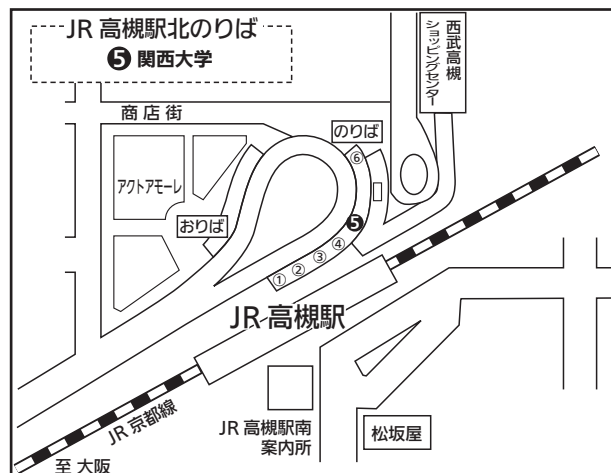 JR 高槻駅北のりば
❺ 関西大学
西武高槻
ショッピングセンター
商店街
のりば
⑥
アクトアモーレ
おりば
❺
④
③
②
①
JR 高槻駅
JR 京都線
JR 高槻駅南
案内所
松坂屋
至 大阪